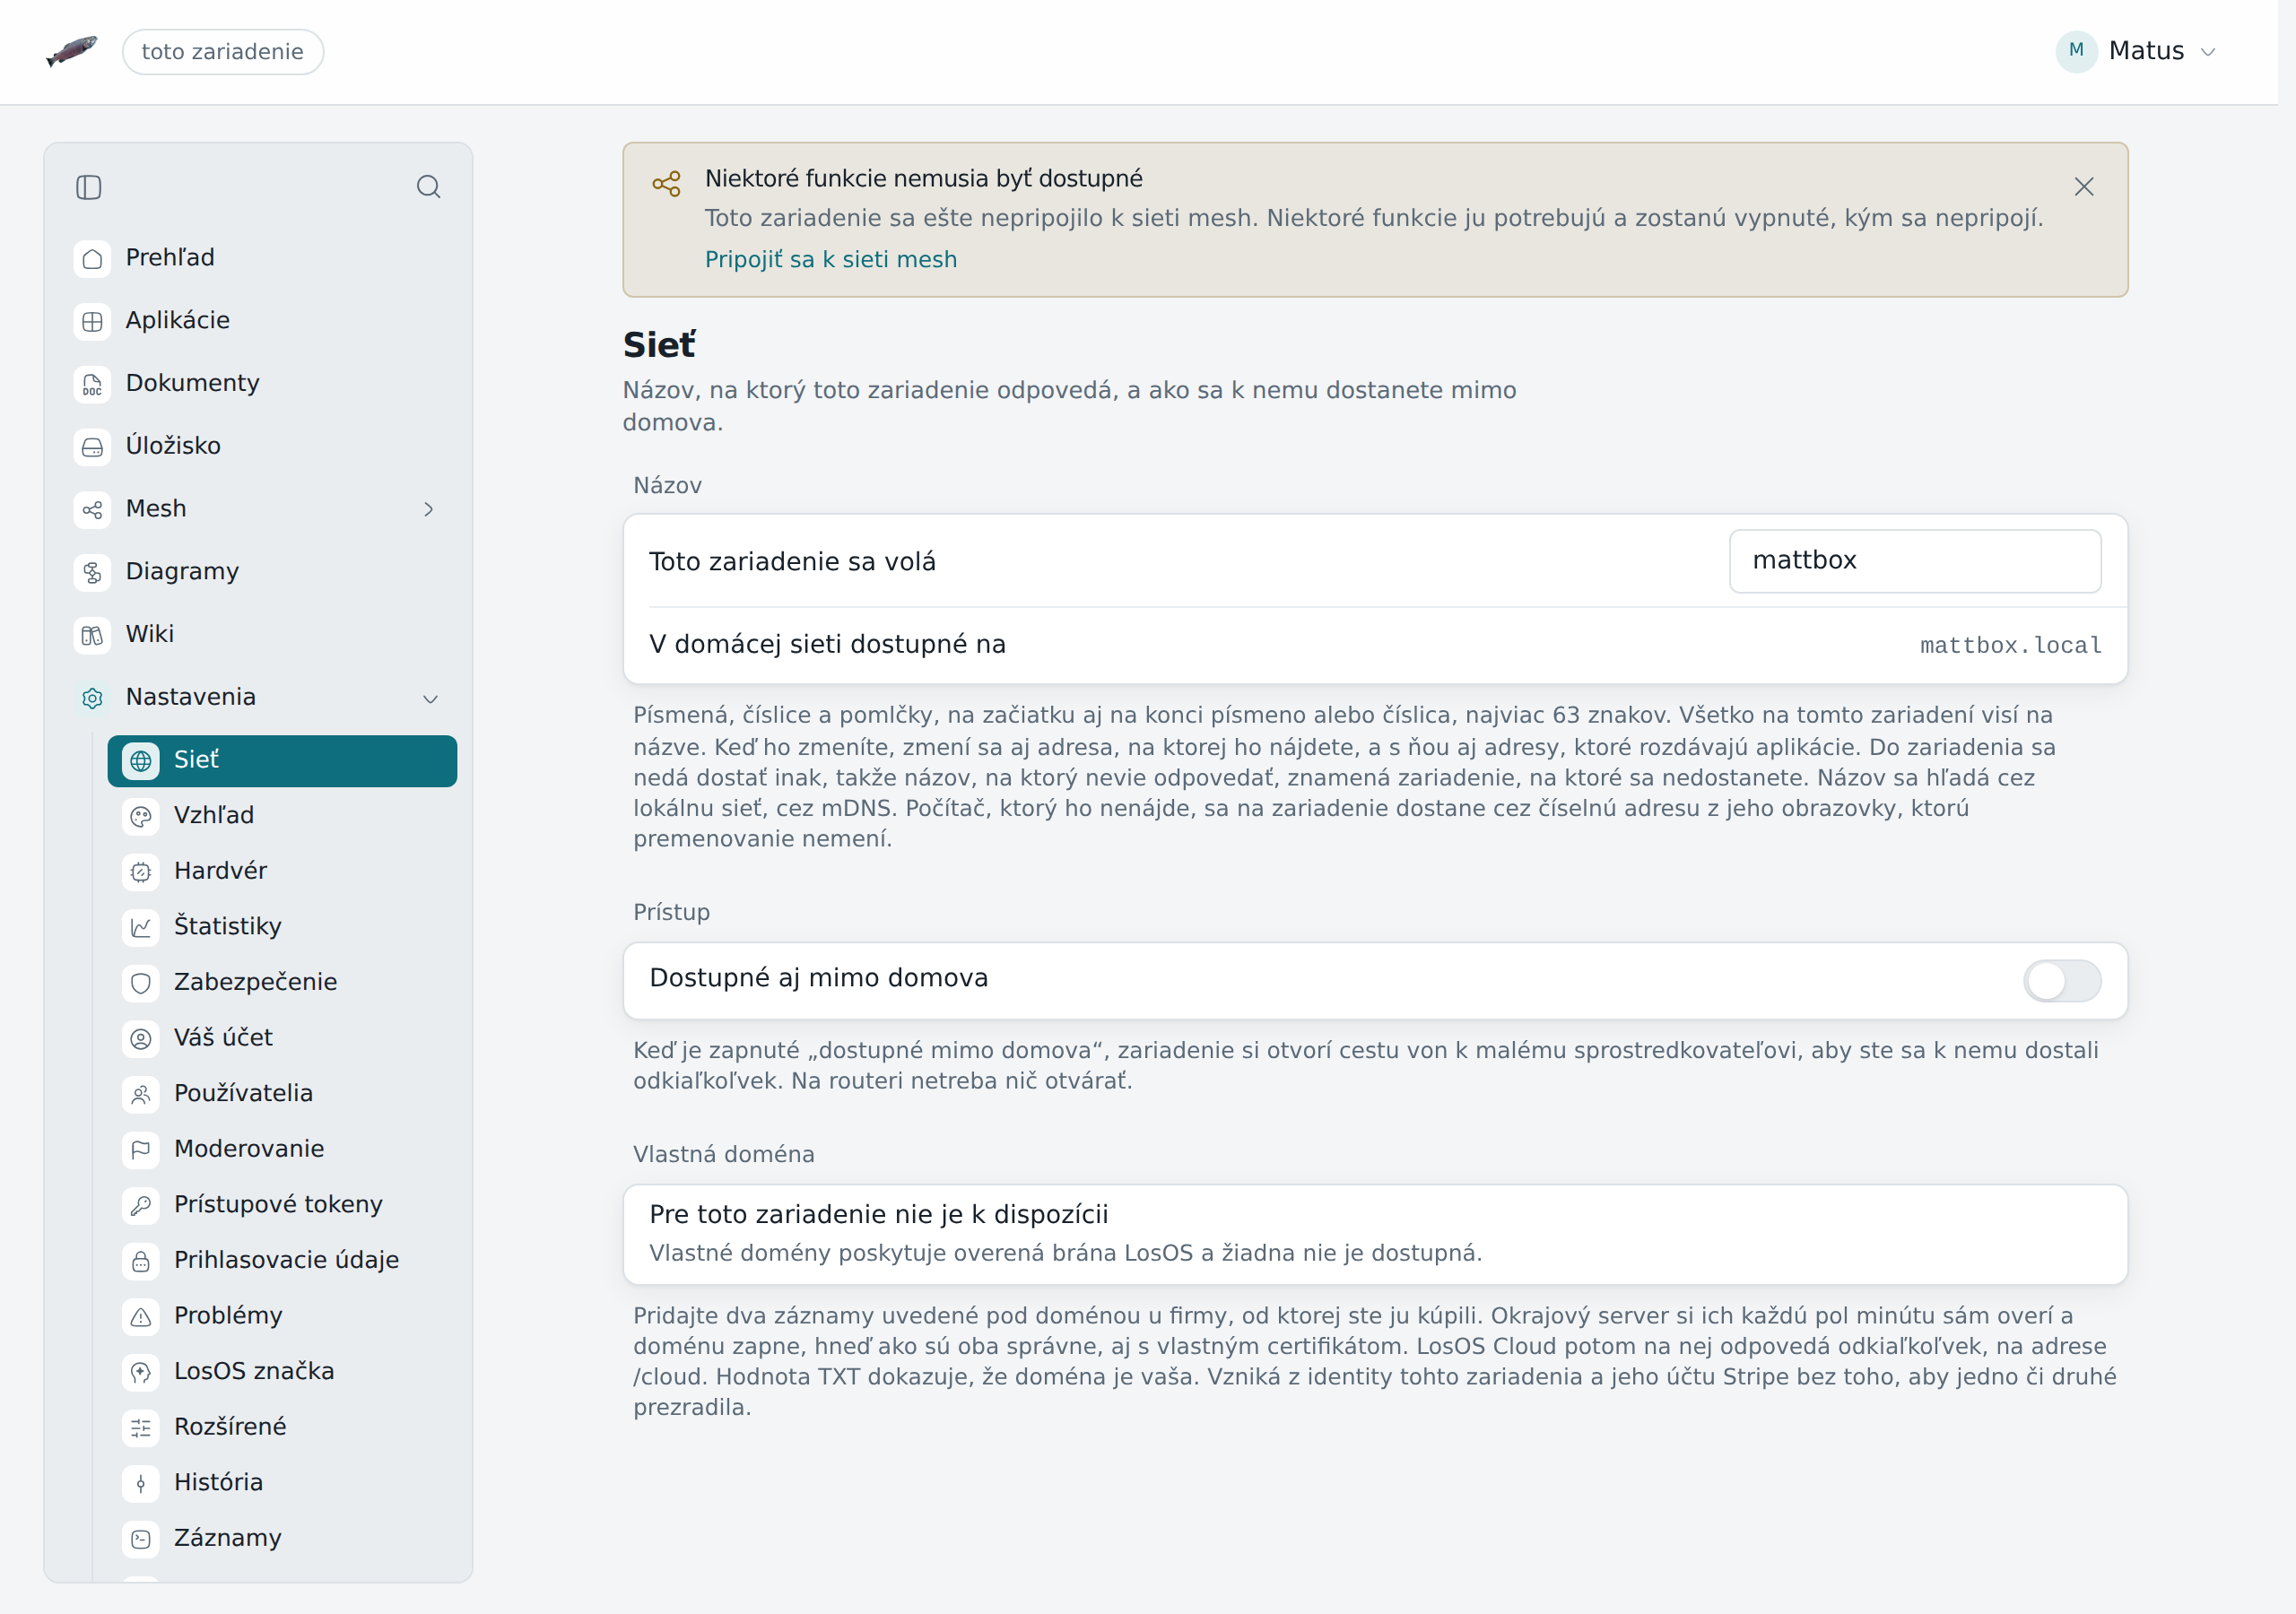 toto zariadenie
M
Matus
Prehľad
Aplikácie
DOC
Dokumenty
Úložisko
Mesh
Diagramy
Wiki
Nastavenia
Sieť
Vzhľad
Hardvér
Štatistiky
Zabezpečenie
Váš účet
Používatelia
Moderovanie
Prístupové tokeny
Prihlasovacie údaje
Problémy
LosOS značka
Rozšírené
História
Záznamy
Niektoré funkcie nemusia byť dostupné
Toto zariadenie sa ešte nepripojilo k sieti mesh. Niektoré funkcie ju potrebujú a zostanú vypnuté, kým sa nepripojí.
Pripojiť sa k sieti mesh
Sieť
Názov, na ktorý toto zariadenie odpovedá, a ako sa k nemu dostanete mimo
domova.
Názov
Toto zariadenie sa volá
mattbox
V domácej sieti dostupné na
mattbox.local
Písmená, číslice a pomlčky, na začiatku aj na konci písmeno alebo číslica, najviac 63 znakov. Všetko na tomto zariadení visí na
názve. Keď ho zmeníte, zmení sa aj adresa, na ktorej ho nájdete, a s ňou aj adresy, ktoré rozdávajú aplikácie. Do zariadenia sa
nedá dostať inak, takže názov, na ktorý nevie odpovedať, znamená zariadenie, na ktoré sa nedostanete. Názov sa hľadá cez
lokálnu sieť, cez mDNS. Počítač, ktorý ho nenájde, sa na zariadenie dostane cez číselnú adresu z jeho obrazovky, ktorú
premenovanie nemení.
Prístup
Dostupné aj mimo domova
Keď je zapnuté „dostupné mimo domova“, zariadenie si otvorí cestu von k malému sprostredkovateľovi, aby ste sa k nemu dostali
odkiaľkoľvek. Na routeri netreba nič otvárať.
Vlastná doména
Pre toto zariadenie nie je k dispozícii
Vlastné domény poskytuje overená brána LosOS a žiadna nie je dostupná.
Pridajte dva záznamy uvedené pod doménou u firmy, od ktorej ste ju kúpili. Okrajový server si ich každú pol minútu sám overí a
doménu zapne, hneď ako sú oba správne, aj s vlastným certifikátom. LosOS Cloud potom na nej odpovedá odkiaľkoľvek, na adrese
/cloud. Hodnota TXT dokazuje, že doména je vaša. Vzniká z identity tohto zariadenia a jeho účtu Stripe bez toho, aby jedno či druhé
prezradila.